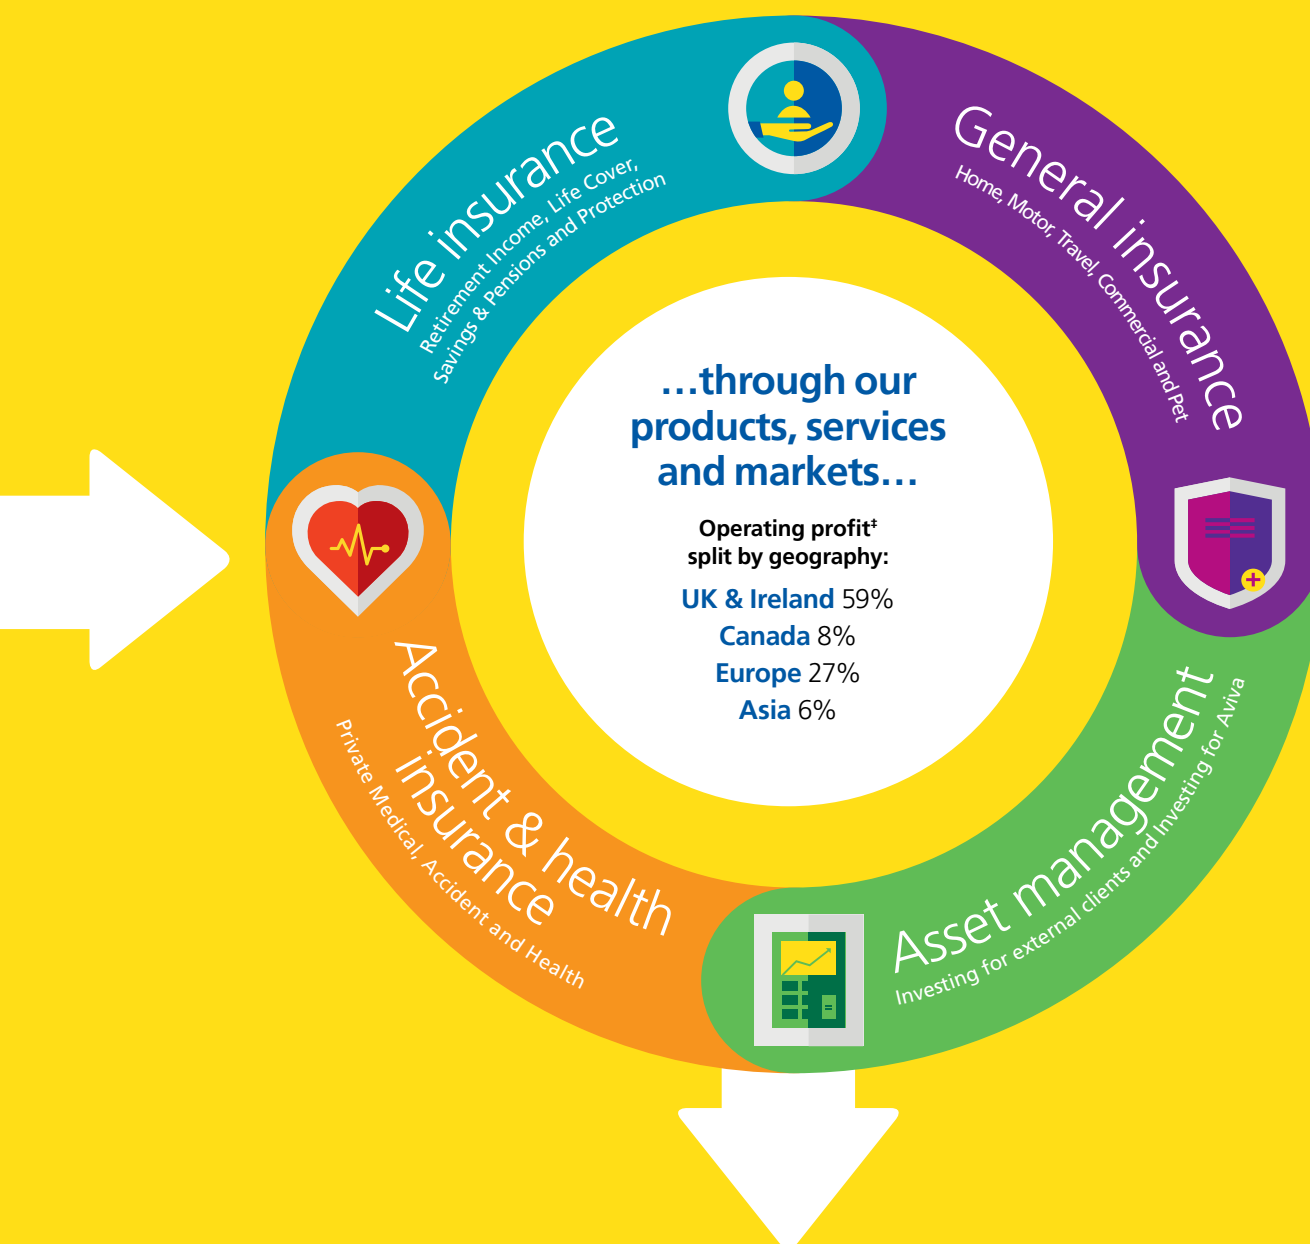 Life insurance
Retirement Income, Life Cover,
Savings & Pensions and Protection
General insurance
Home, Motor, Travel, Commercial and Pet
…through our
products, services
and markets…
Operating profit‡
split by geography:
UK & Ireland 59%
Canada 8%
Europe 27%
Asia 6%
Accident & health
insurance
Private Medical, Accident and Health
Asset management
Investing for external clients and Investing for Aviva